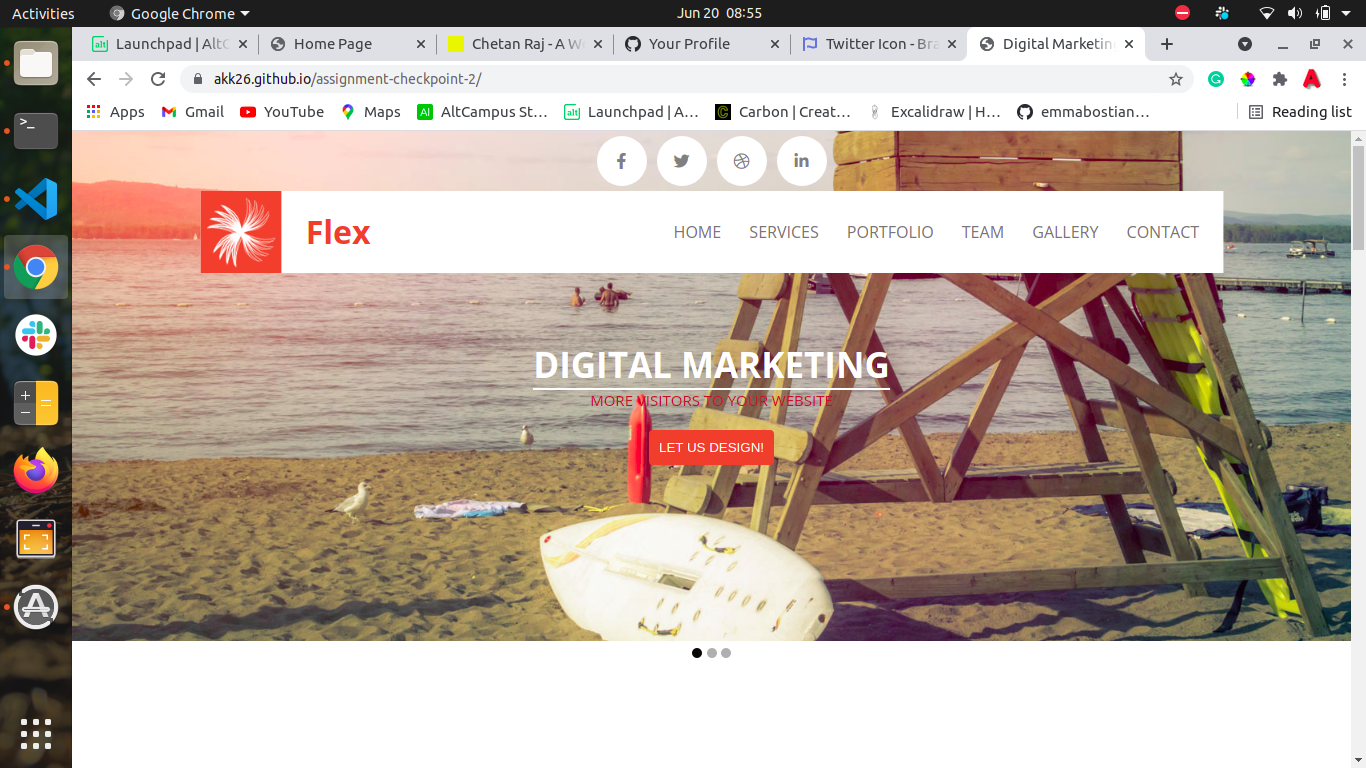 Activities
Google Chrome
Jun 20 08:55
Launchpad | AltC
Home Page
Chetan Raj - A We
Your Profile
Twitter Icon - Bra
Digital Marketing
akk26.github.io/assignment-checkpoint-2/
Apps
Gmail
YouTube
Maps
AltCampus St…
Launchpad | A…
Carbon | Creat…
Excalidraw | H…
emmabostian…
Reading list
Flex
HOME
SERVICES
PORTFOLIO
TEAM
GALLERY
CONTACT
DIGITAL MARKETING
MORE VISITORS TO YOUR WEBSITE
LET US DESIGN!